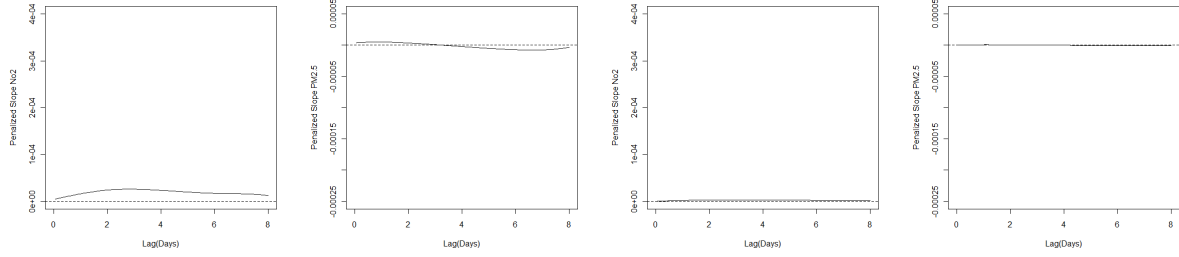 Penalized Slope No2
4e-04
3e-04
2e-04
1e-04
0e+00
0 2 4 6 8
Lag(Days)
Penalized Slope PM2.5
0.00005
-0.00005
-0.00015
-0.00025
0 2 4 6 8
Lag(Days)
Penalized Slope No2
4e-04
3e-04
2e-04
1e-04
0e+00
0 2 4 6 8
Lag(Days)
Penalized Slope PM2.5
0.00005
-0.00005
-0.00015
-0.00025
0 2 4 6 8
Lag(Days)